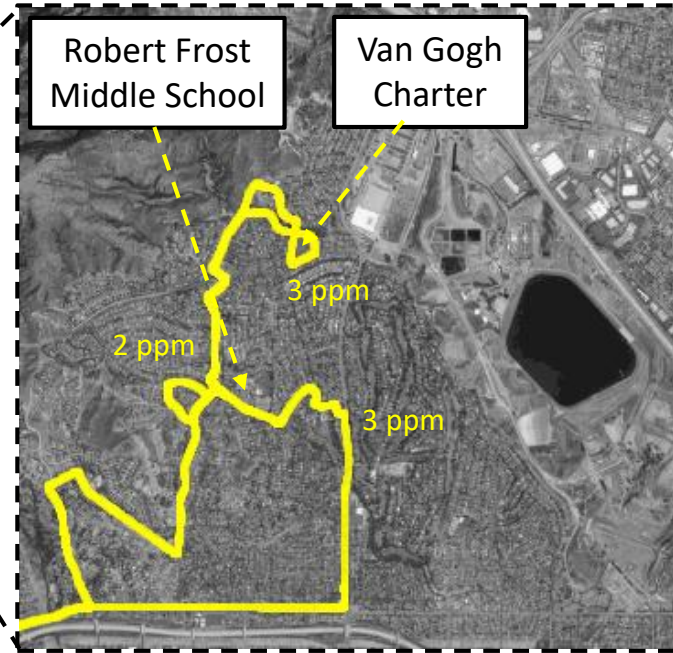 Robert Frost
Middle School
Van Gogh
Charter
3 ppm
2 ppm
3 ppm